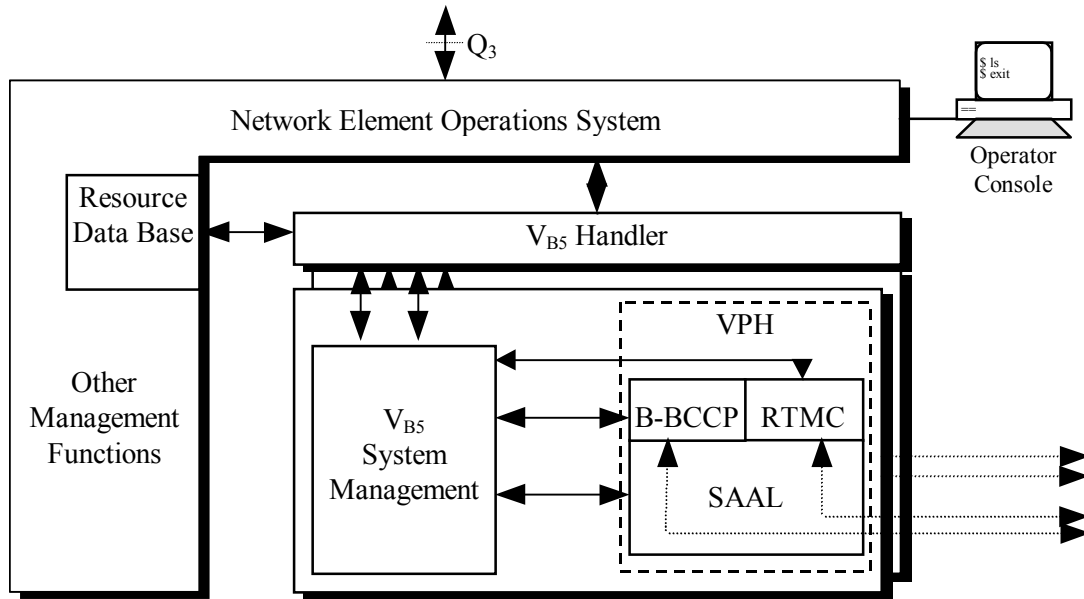 Q3
$ ls
$ exit
==
Network Element Operations System
Operator
Console
Resource
Data Base
VB5 Handler
VPH
Other
Management
Functions
VB5
System
Management
B-BCCP
RTMC
SAAL